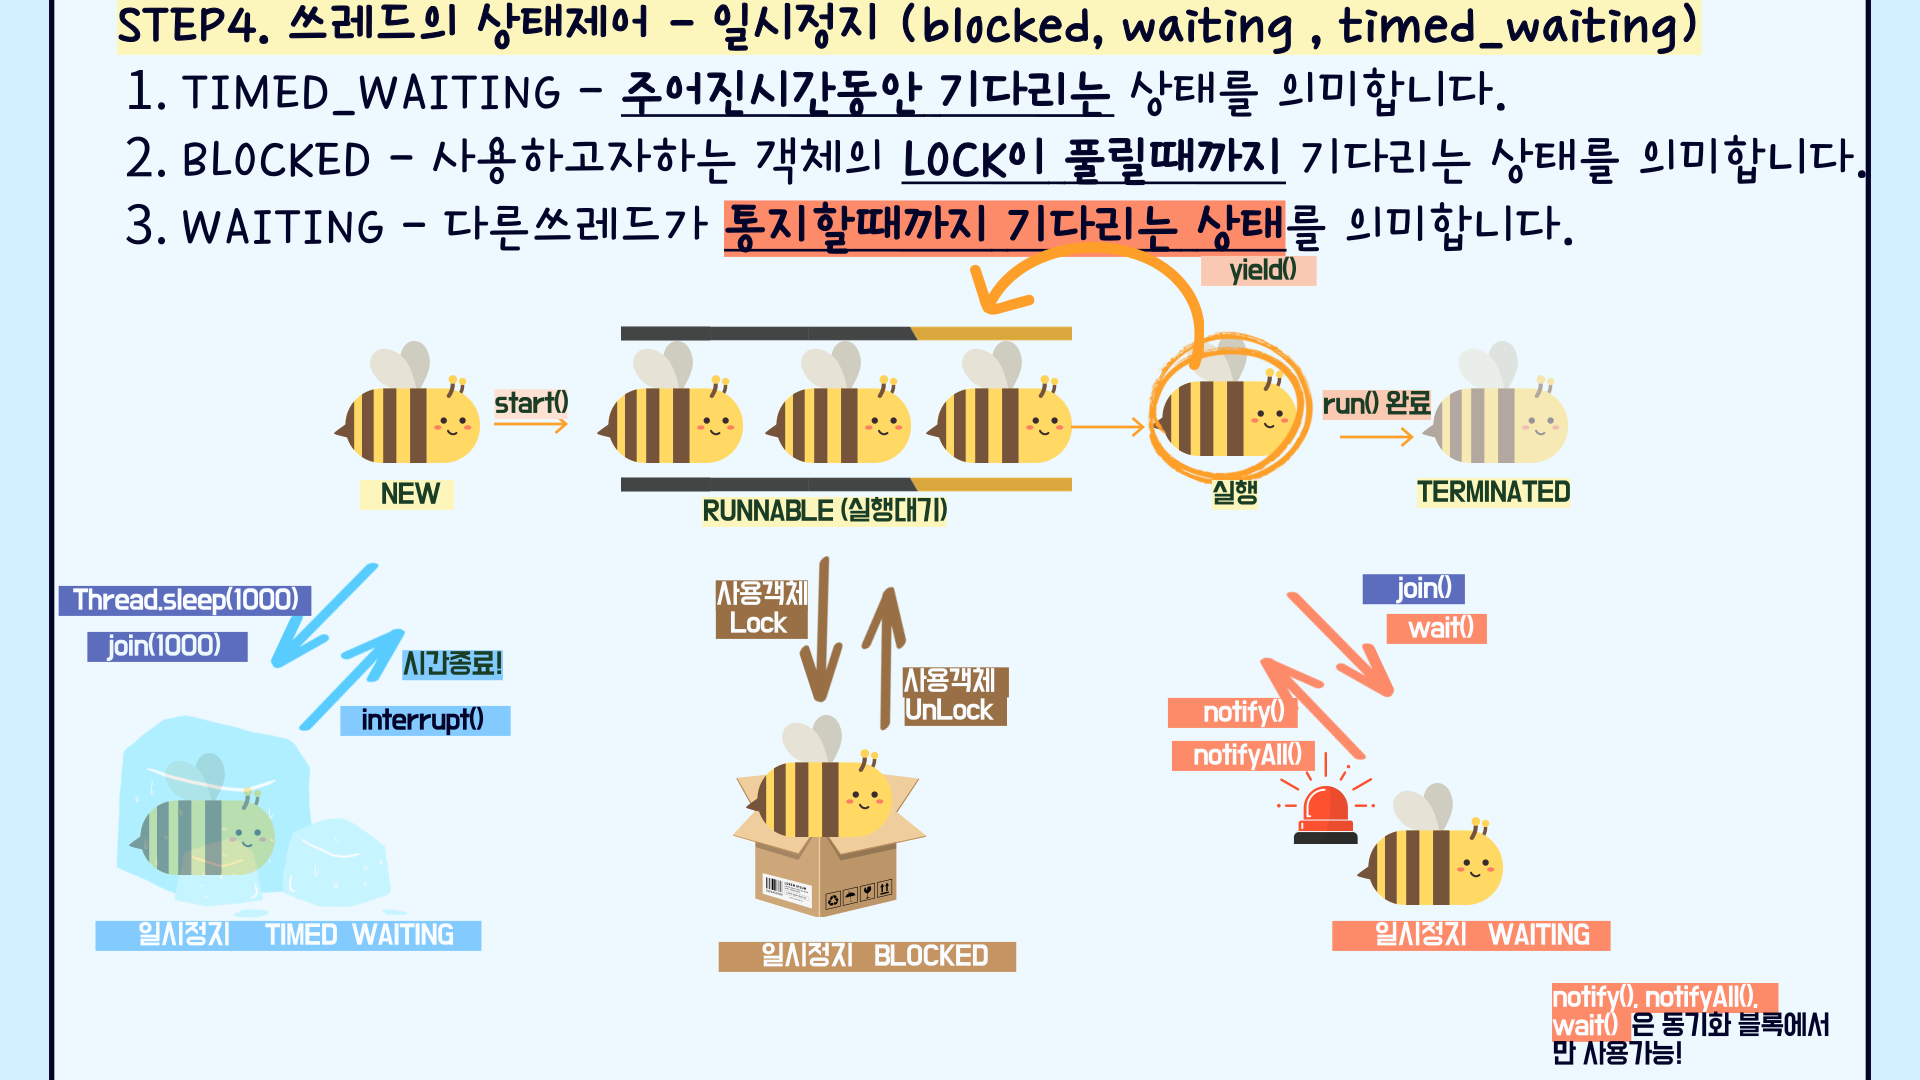 STEP4. 쓰레드의 상태제어 - 일시정지 (blocked, waiting , timed_waiting)
1. TIMED_WAITING - 주어진시간동안 기다리는 상태를 의미합니다.
2. BLOCKED - 사용하고자하는 객체의 LOCK이 풀릴때까지 기다리는 상태를 의미합니다.
3. WAITING - 다른쓰레드가 통지할때까지 기다리는 상태를 의미합니다.
yield()
start()
run() 완료
NEW
RUNNABLE (실행대기)
실행
TERMINATED
Thread.sleep(1000)
join(1000)
시간종료!
interrupt()
사용객체
Lock
사용객체
UnLock
join()
wait()
notify()
notifyAll()
일시정지 TIMED WAITING
일시정지 BLOCKED
일시정지 WAITING
notify(), notifyAll(),
wait() 은 동기화 블록에서
만 사용가능!